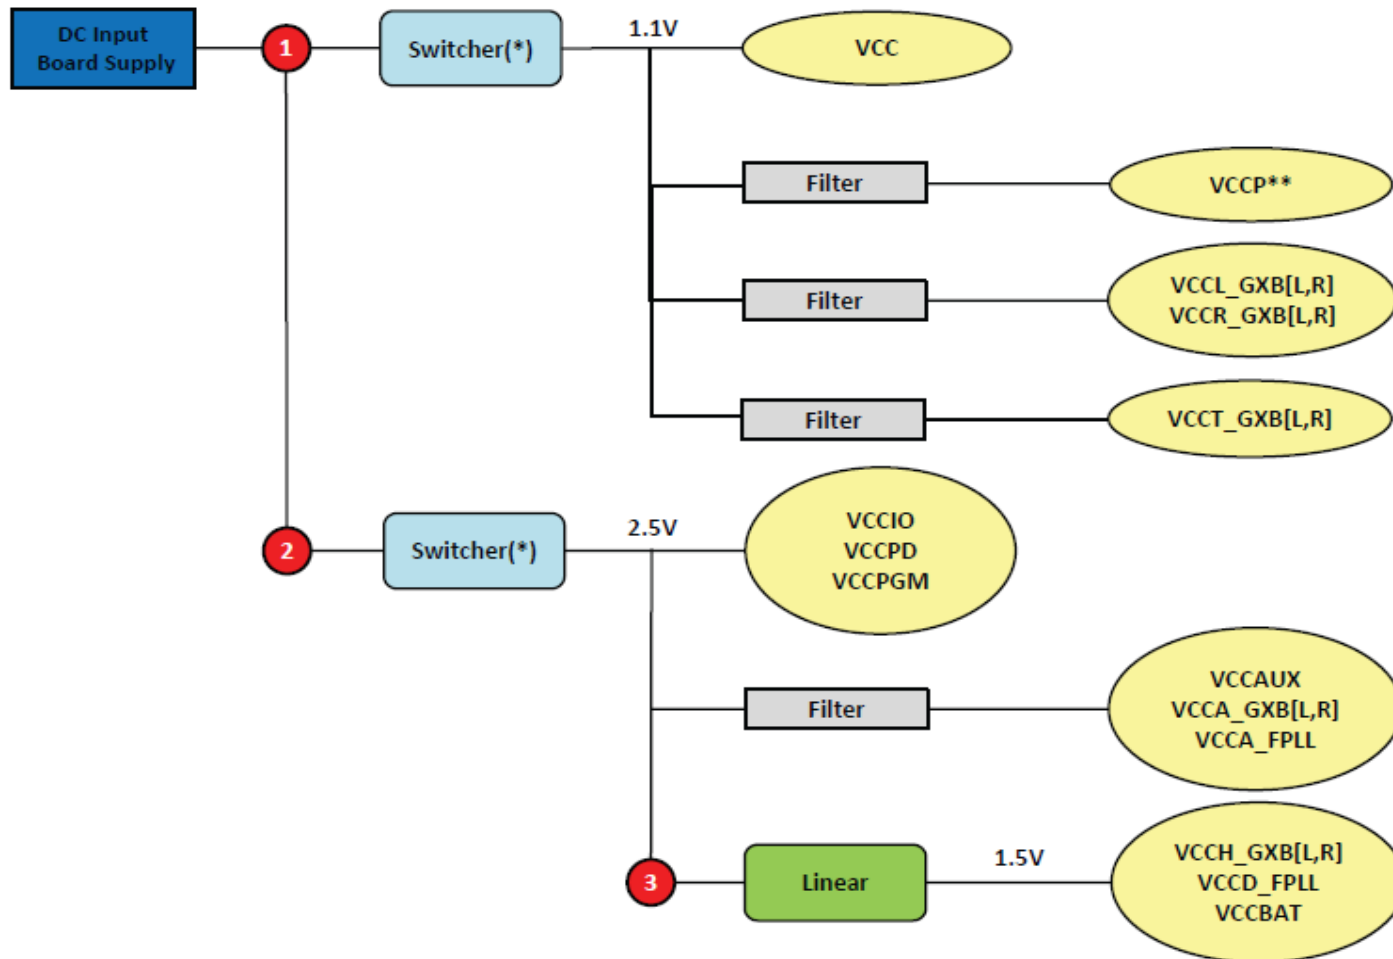 DC Input
Board Supply
1
Switcher(*)
1.1V
VCC
Filter
VCCP**
Filter
VCCL_GXB[L,R]
VCCR_GXB[L,R]
Filter
VCCT_GXB[L,R]
2
Switcher(*)
2.5V
VCCIO
VCCPD
VCCPGM
Filter
VCCAUX
VCCA_GXB[L,R]
VCCA_FPLL
3
Linear
1.5V
VCCH_GXB[L,R]
VCCD_FPLL
VCCBAT